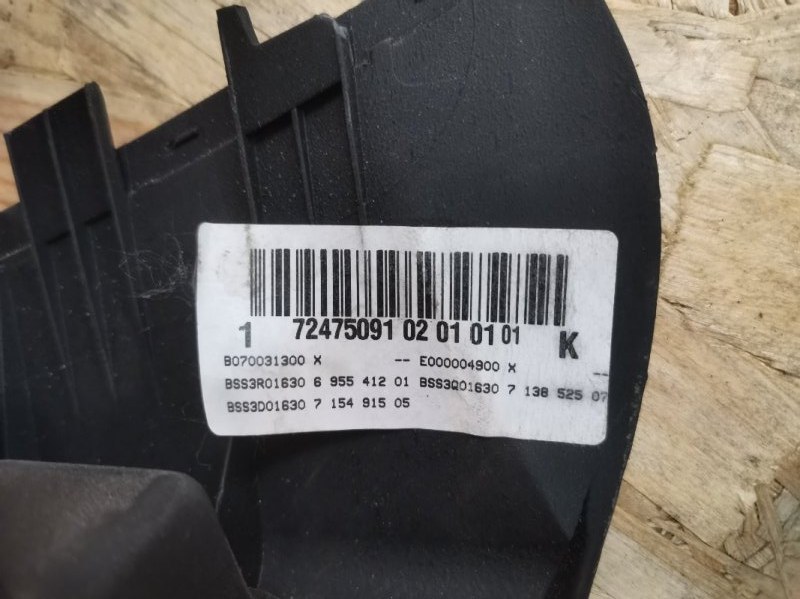 1 72475091 02 01 01 01 K
B070031300 X -- E000004900 X --
BSS3R01630 6 955 412 01 BSS3Q01630 7 138 525 07
BSS3D01630 7 154 915 05